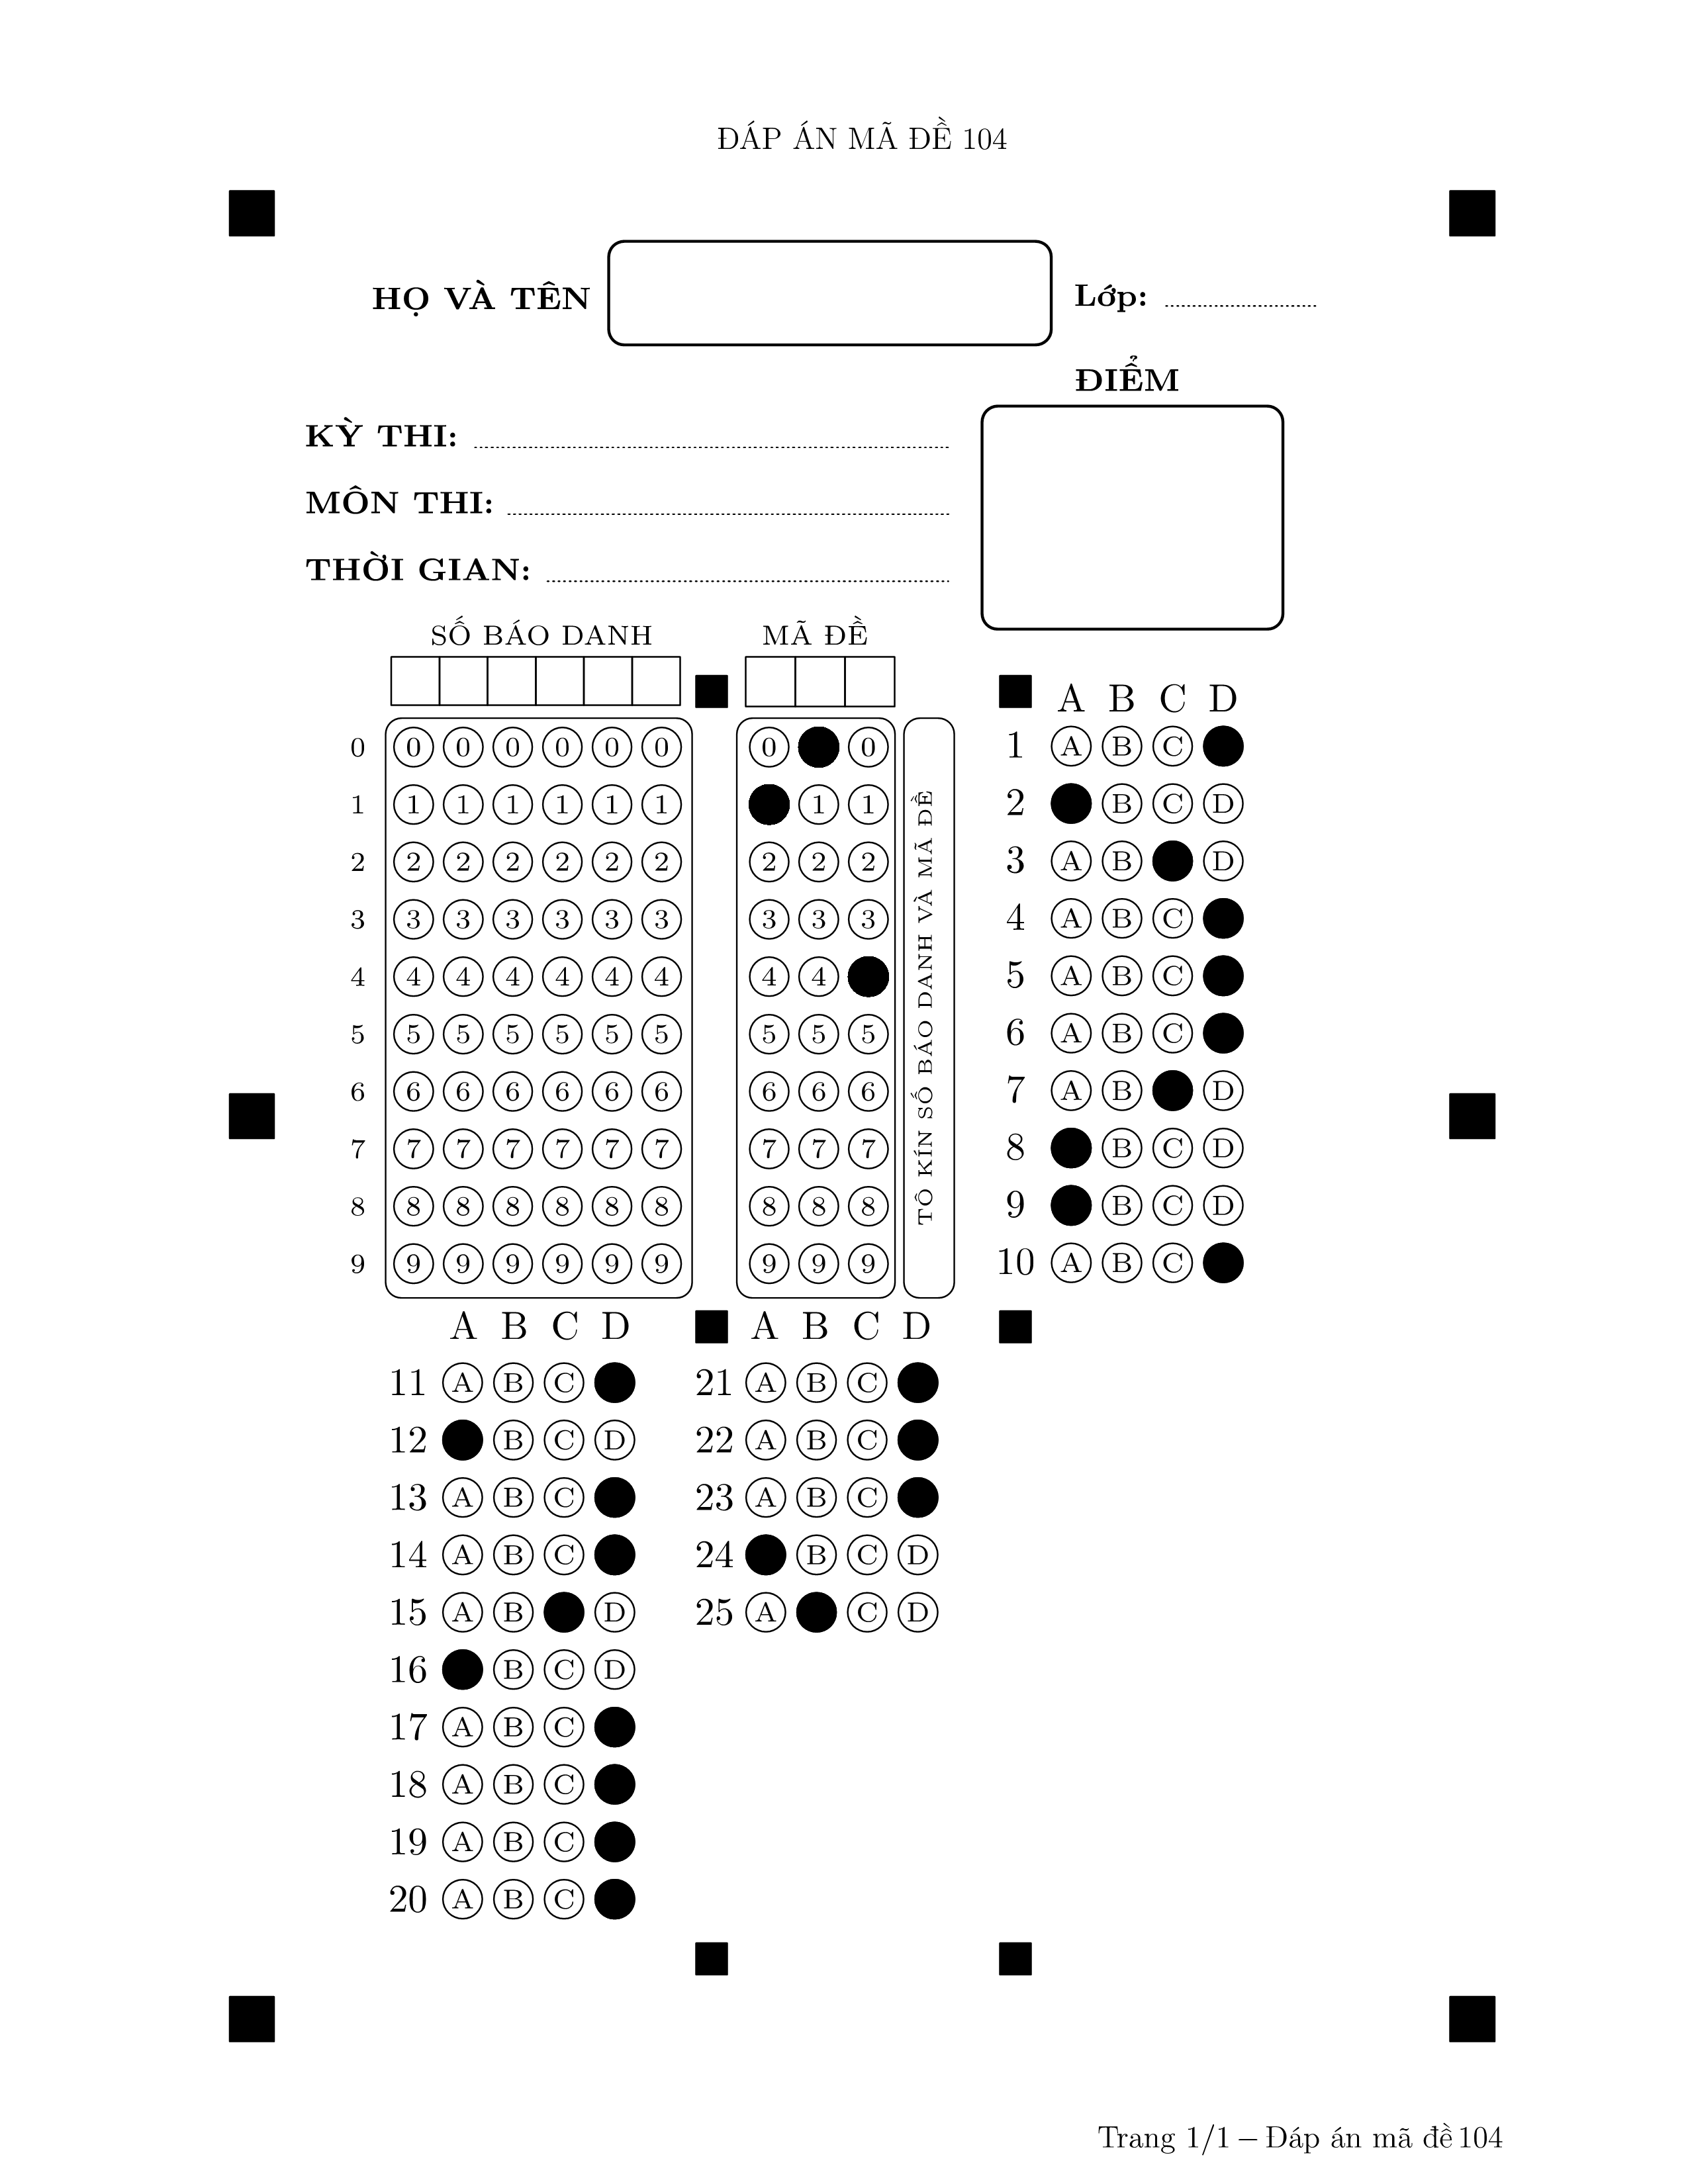 ĐÁP ÁN MÃ ĐỀ 104
HỌ VÀ TÊN
Lớp:
ĐIỂM
KỲ THI:
MÔN THI:
THỜI GIAN:
SỐ BÁO DANH
MÃ ĐỀ
0 0 0 0 0 0 0 0 0
1 1 1 1 1 1 1 1 1
2 2 2 2 2 2 2 2 2 2
3 3 3 3 3 3 3 3 3 3
4 4 4 4 4 4 4 4 4
5 5 5 5 5 5 5 5 5 5
6 6 6 6 6 6 6 6 6 6
7 7 7 7 7 7 7 7 7 7
8 8 8 8 8 8 8 8 8 8
9 9 9 9 9 9 9 9 9 9
TÔ KÍN SỐ BÁO DANH VÀ MÃ ĐỀ
A B C D
1 A B C
2 B C D
3 A B D
4 A B C
5 A B C
6 A B C
7 A B D
8 B C D
9 B C D
10 A B C
A B C D
11 A B C
12 B C D
13 A B C
14 A B C
15 A B D
16 B C D
17 A B C
18 A B C
19 A B C
20 A B C
A B C D
21 A B C
22 A B C
23 A B C
24 B C D
25 A C D
Trang 1/1 – Đáp án mã đề 104